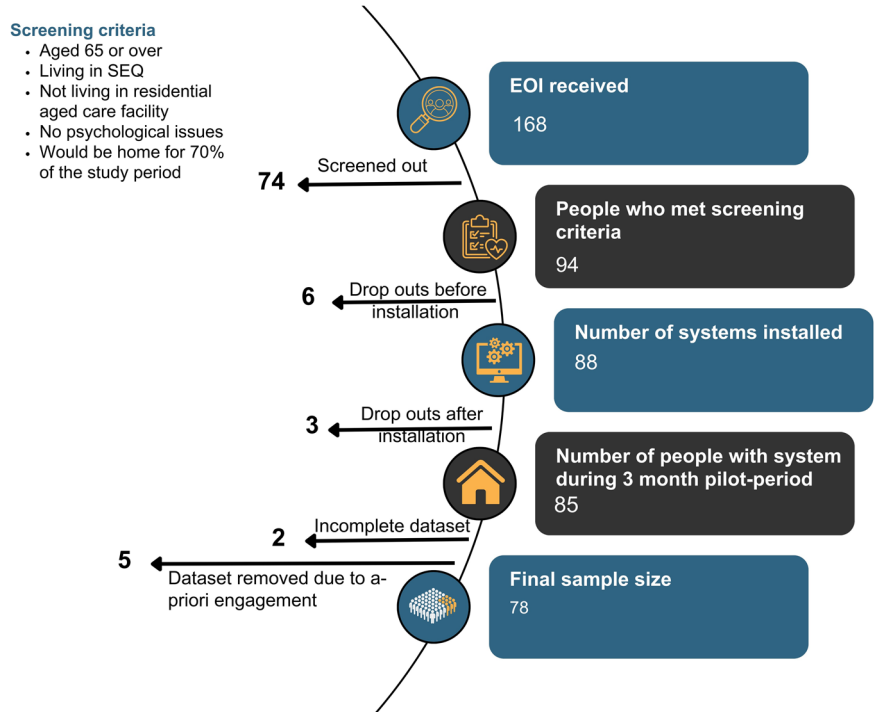 Screening criteria
• Aged 65 or over
• Living in SEQ
• Not living in residential
aged care facility
• No psychological issues
• Would be home for 70%
of the study period
EOI received
168
Screened out
74
People who met screening
criteria
94
6
Drop outs before
installation
Number of systems installed
88
3
Drop outs after
installation
Number of people with system
during 3 month pilot-period
85
2
Incomplete dataset
5
Dataset removed due to a-
priori engagement
Final sample size
78